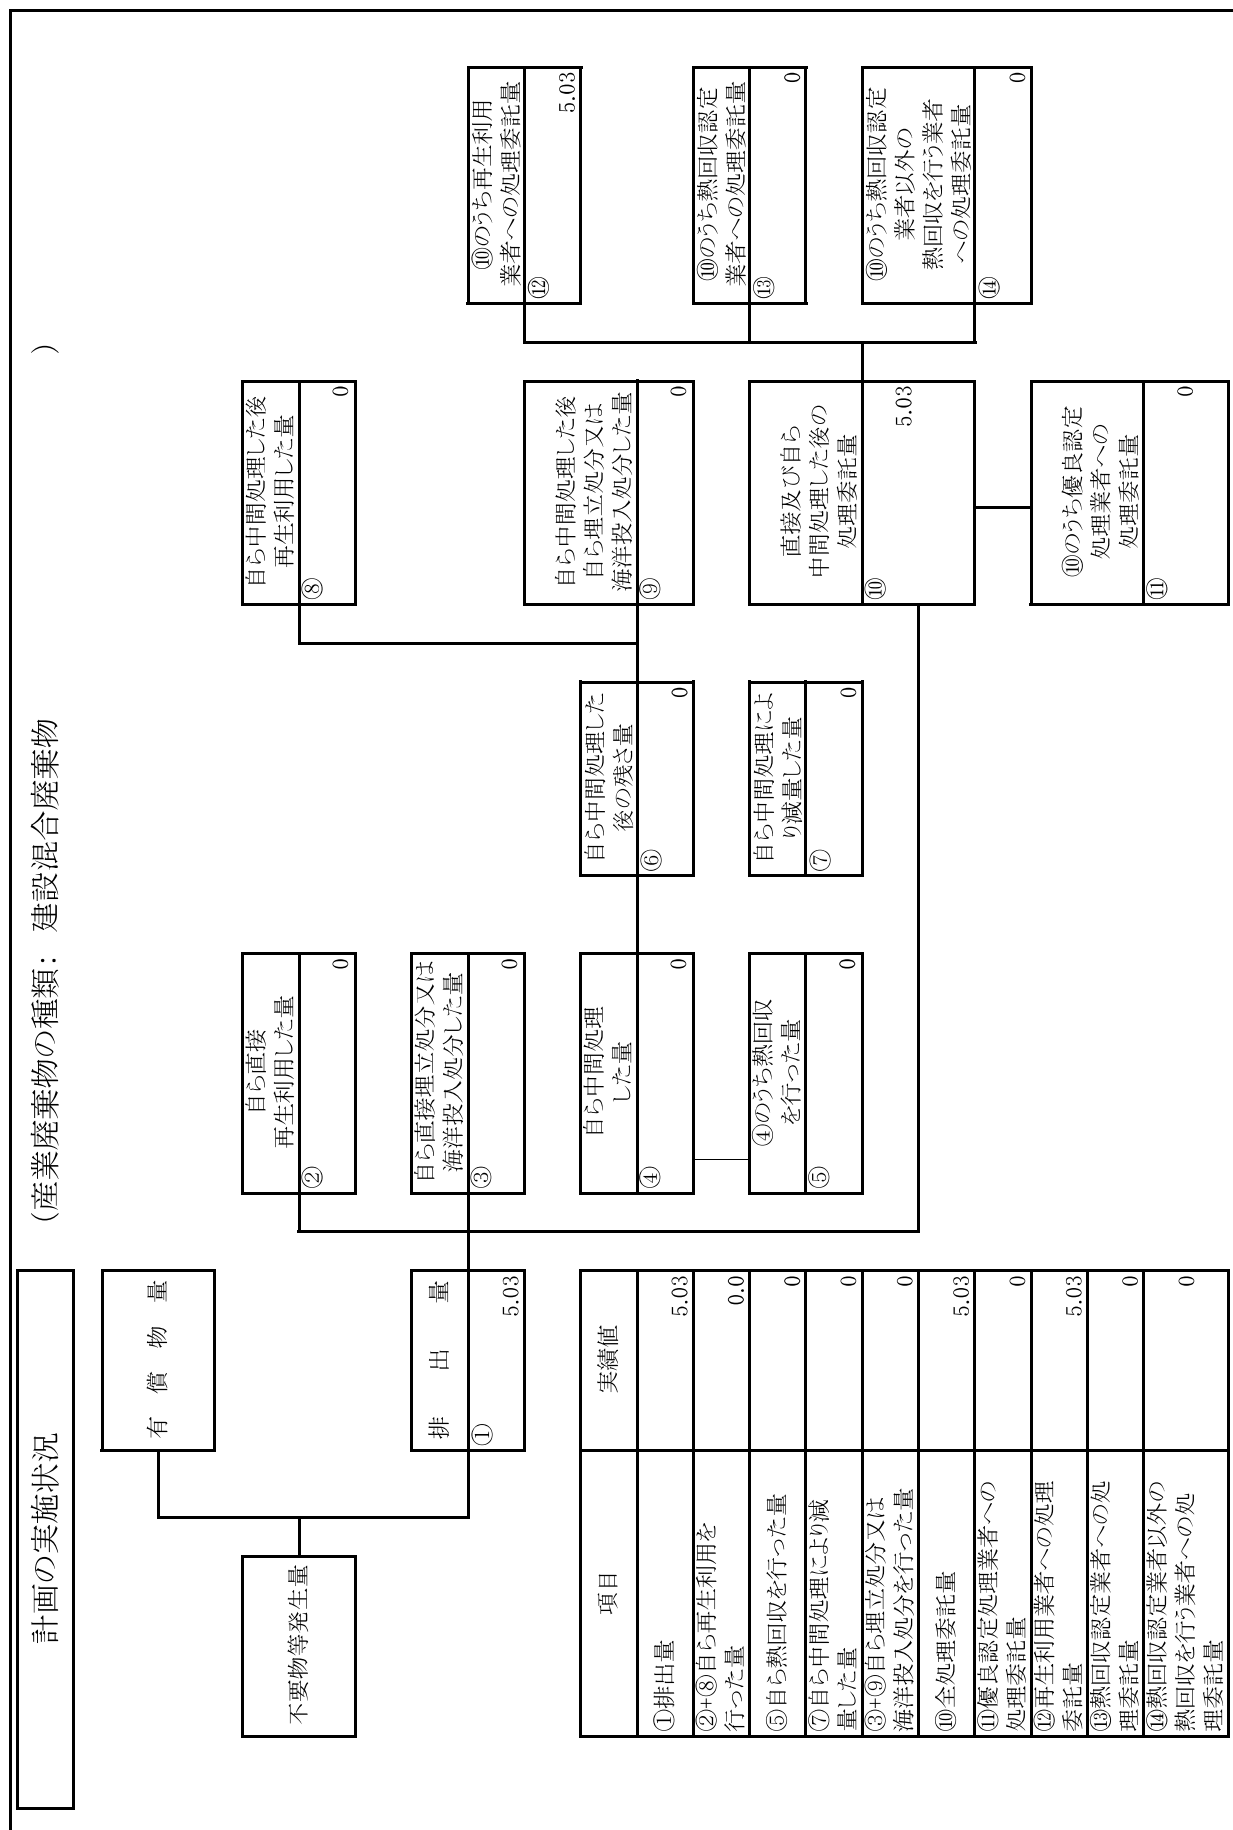 計画の実施状況
(産業廃棄物の種類： 建設混合廃棄物 )
不要物等発生量
有 償 物 量
排 出 量
①
5.03
自ら直接
再生利用した量
②
0
自ら直接埋立処分又は
海洋投入処分した量
③
0
自ら中間処理
した量
④
0
④のうち熱回収
を行った量
⑤
0
自ら中間処理した
後の残さ量
⑥
0
自ら中間処理によ
り減量した量
⑦
0
自ら中間処理した後
再生利用した量
⑧
0
自ら中間処理した後
自ら埋立処分又は
海洋投入処分した量
⑨
0
直接及び自ら
中間処理した後の
処理委託量
⑩
5.03
⑩のうち優良認定
処理業者への
処理委託量
⑪
0
⑩のうち再生利用
業者への処理委託量
⑫
5.03
⑩のうち熱回収認定
業者への処理委託量
⑬
0
⑩のうち熱回収認定
業者以外の
熱回収を行う業者
への処理委託量
⑭
0
項目 実績値
①排出量 5.03
②+⑧自ら再生利用を
行った量 0.0
⑤自ら熱回収を行った量 0
⑦自ら中間処理により減
量した量 0
③+⑨自ら埋立処分又は
海洋投入処分を行った量 0
⑩全処理委託量 5.03
⑪優良認定処理業者への
処理委託量 0
⑫再生利用業者への処理
委託量 5.03
⑬熱回収認定業者への処
理委託量 0
⑭熱回収認定業者以外の
熱回収を行う業者への処
理委託量 0